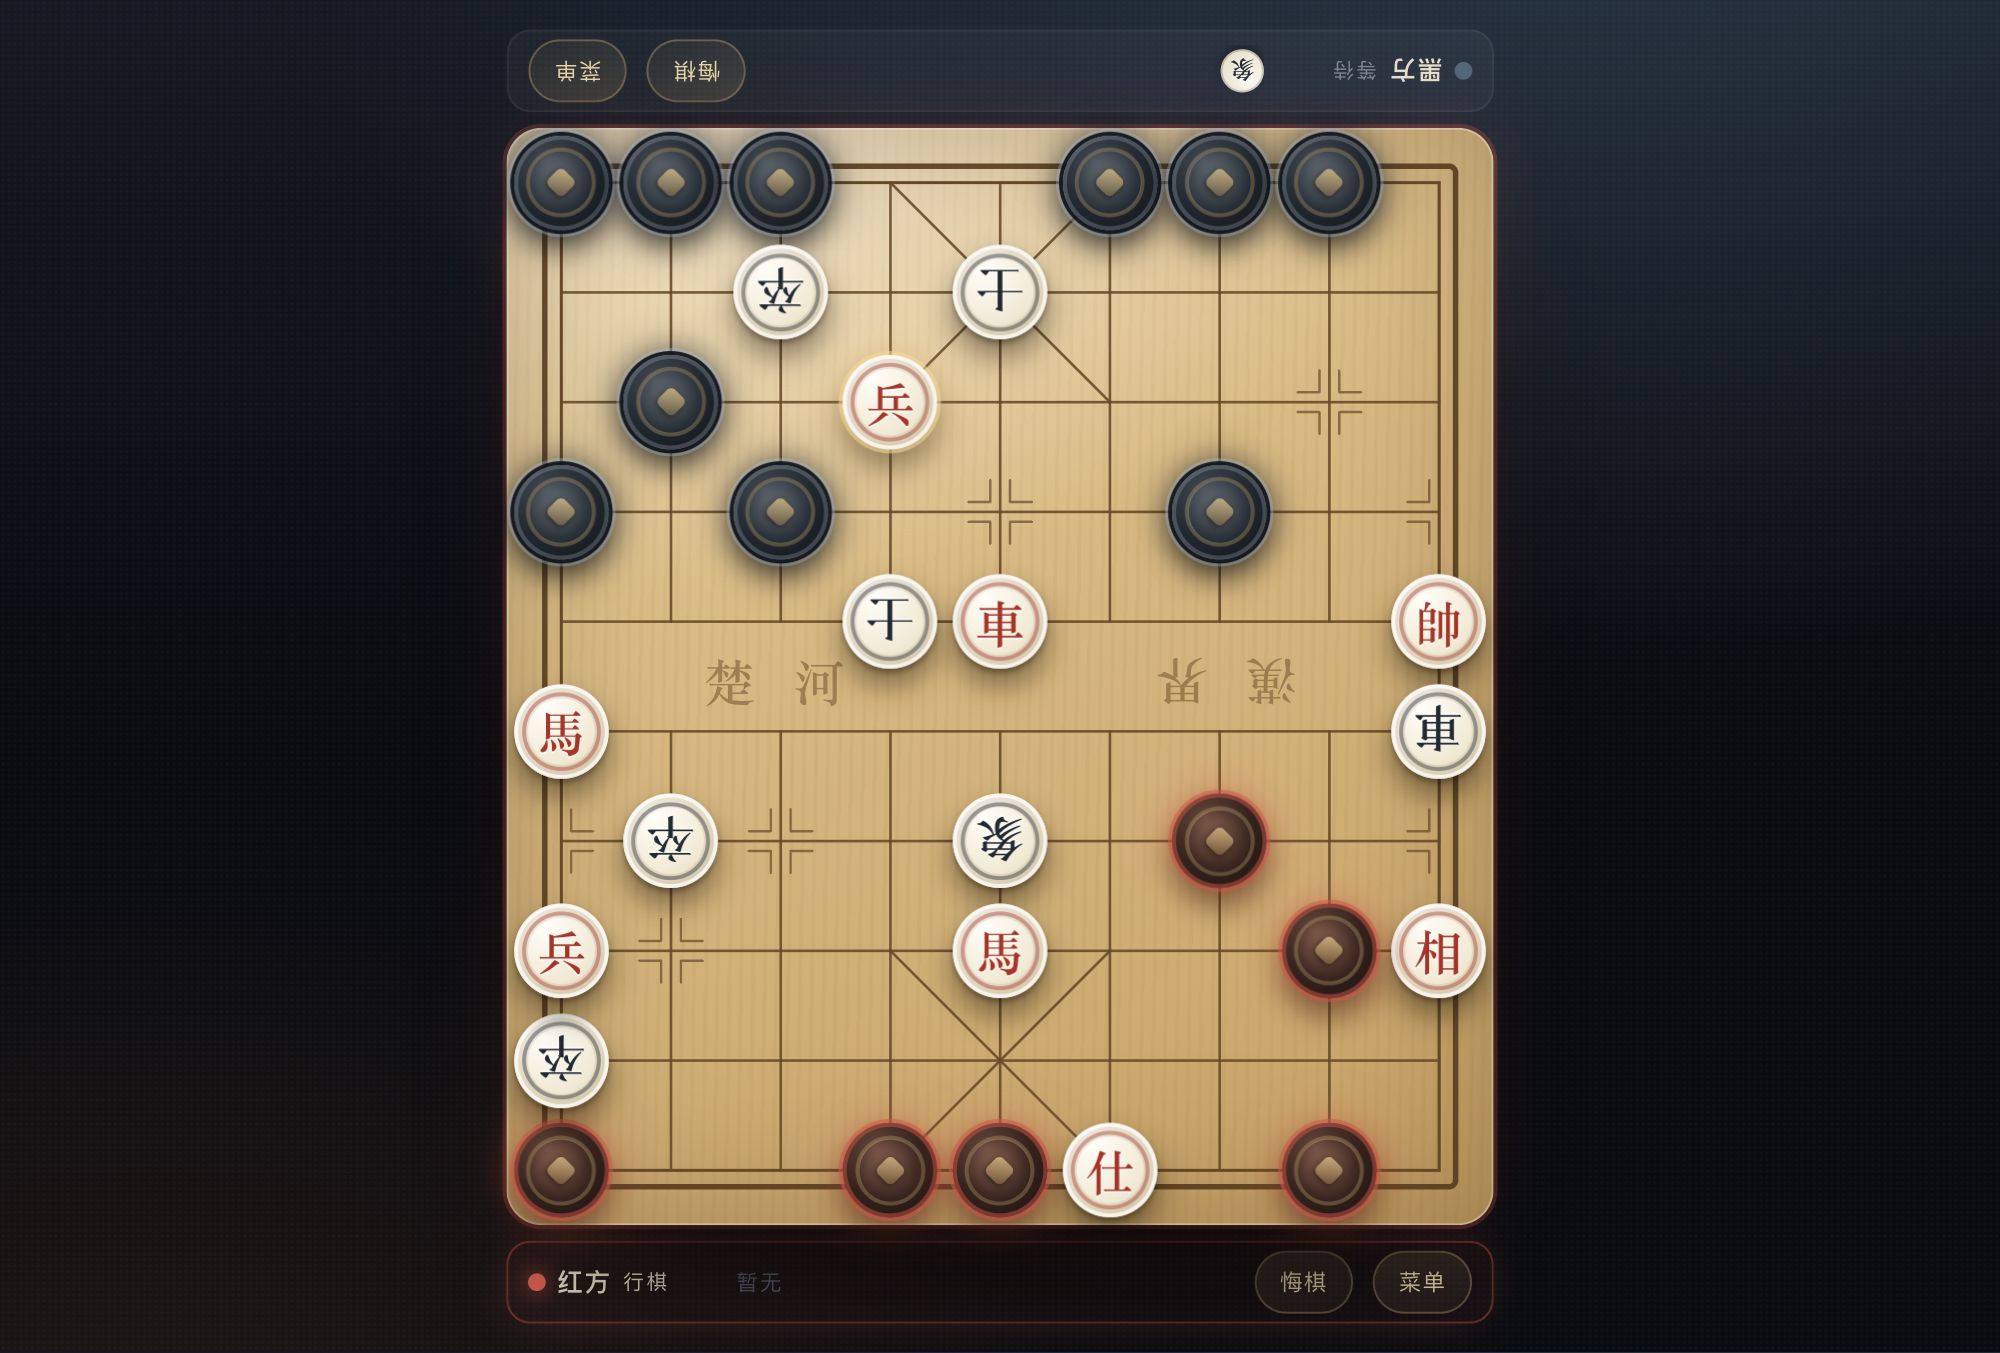 菜单 悔棋 象 等待 黑方
卒 士
兵
士 車 帥
楚 河 漢 界
馬 車
卒 象
兵 馬 相
卒
仕
红方 行棋 暂无 悔棋 菜单